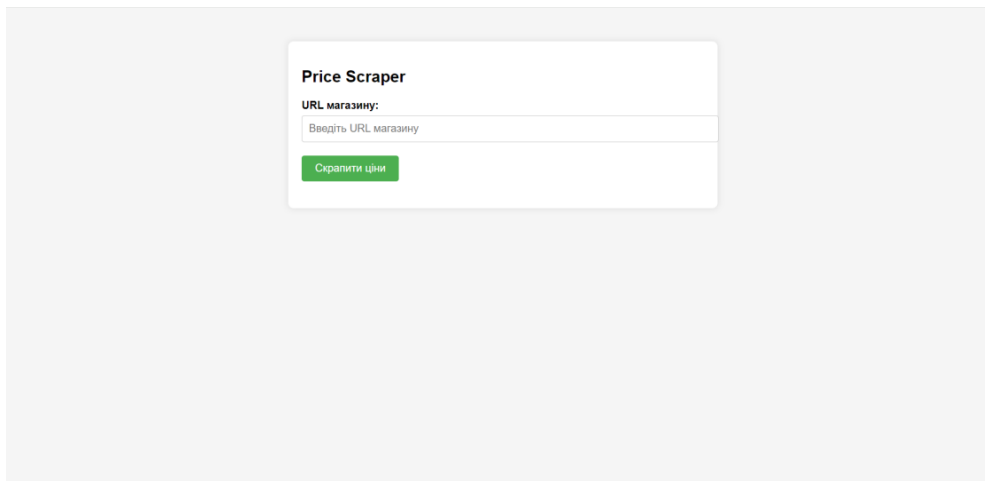 Price Scraper
URL магазину:
Введіть URL магазину
Скрапити ціни